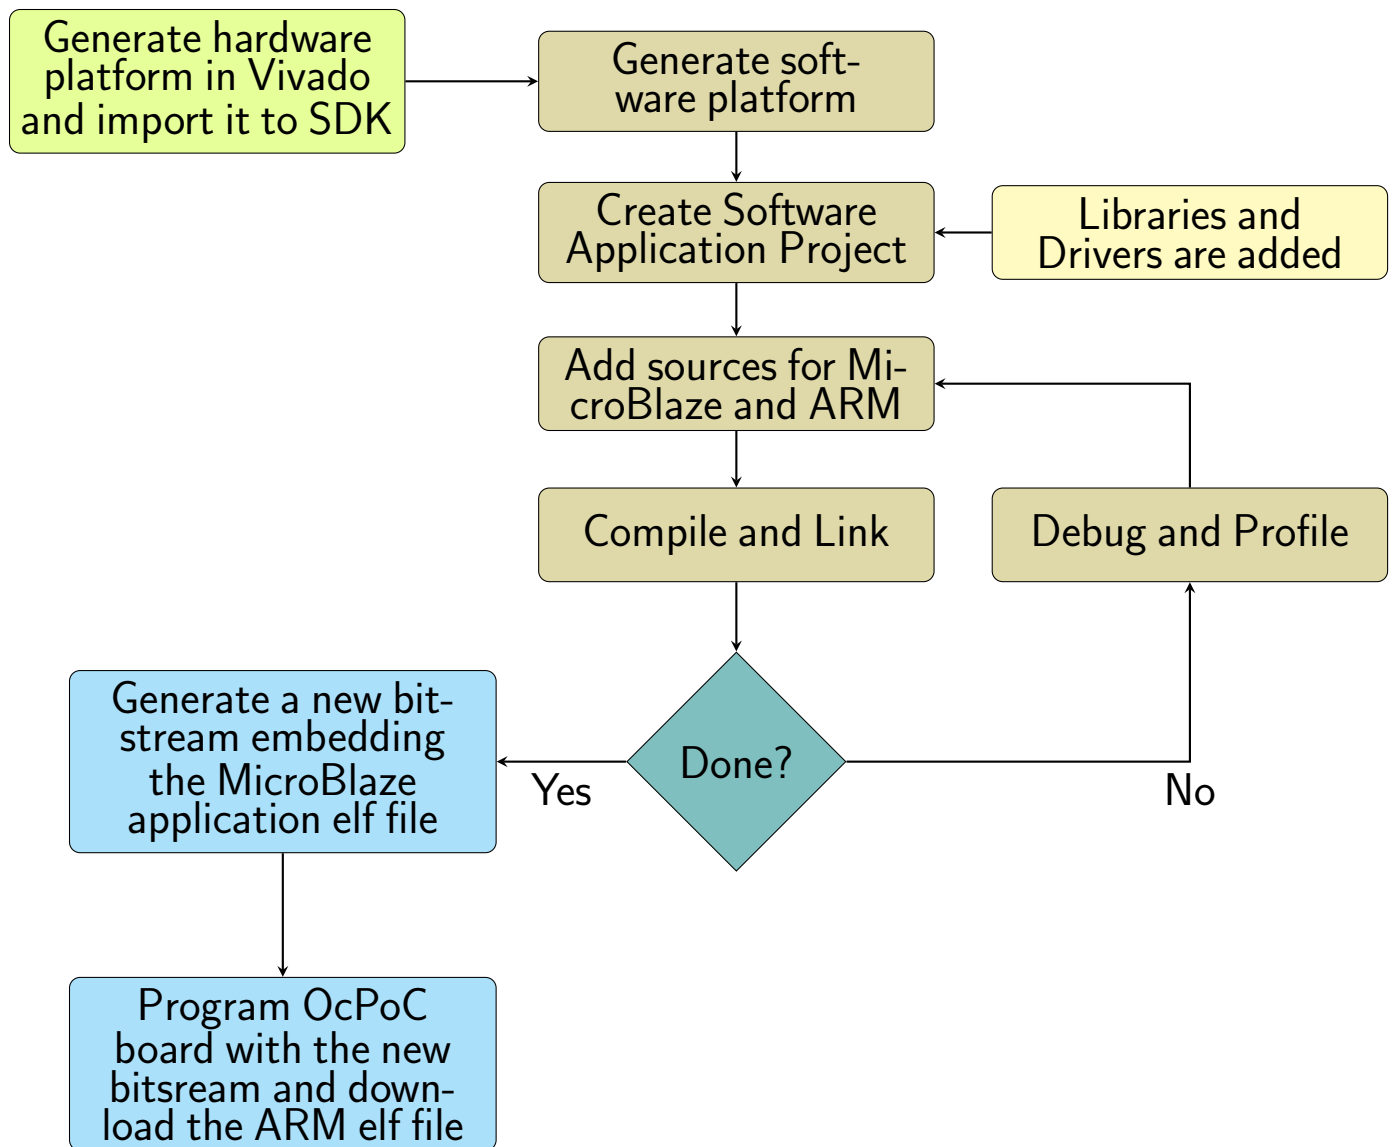 Generate hardware
platform in Vivado
and import it to SDK
Generate soft-
ware platform
Create Software
Application Project
Libraries and
Drivers are added
Add sources for Mi-
croBlaze and ARM
Compile and Link
Debug and Profile
Generate a new bit-
stream embedding
the MicroBlaze
application elf file
Done?
Yes
No
Program OcPoC
board with the new
bitsream and down-
load the ARM elf file